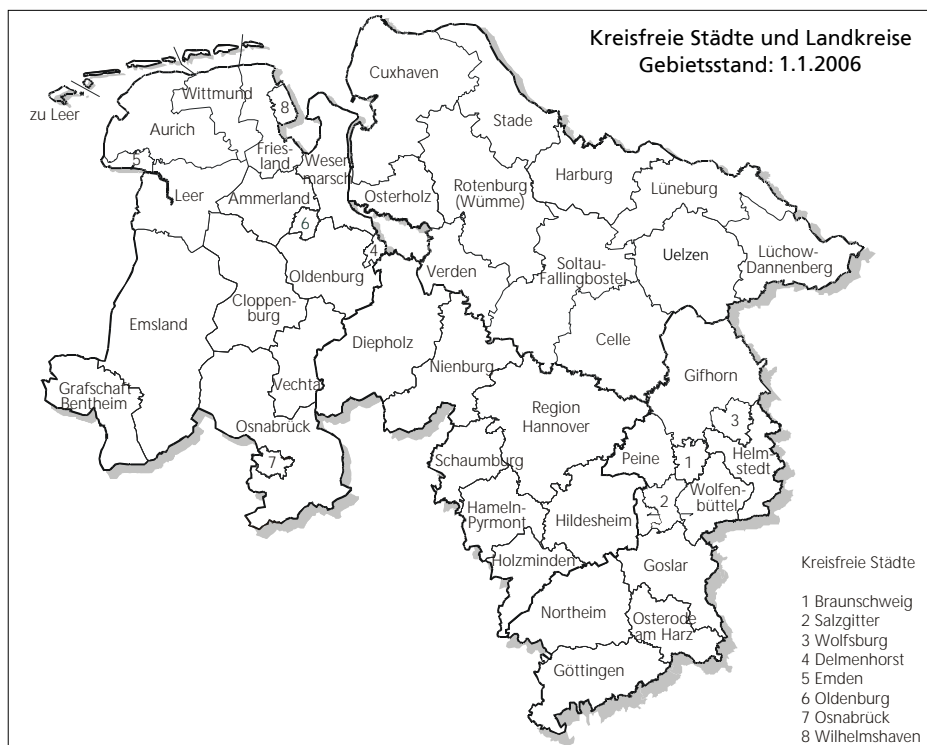 Kreisfreie Städte und Landkreise
Gebietsstand: 1.1.2006
Cuxhaven
Wittmund
8
zu Leer
Aurich
Stade
5
Fries-
land
Weser
marsch
Harburg
Lüneburg
Leer
Ammerland
Osterholz
Rotenburg
(Wümme)
6
4
Oldenburg
Verden
Soltau-
Fallingbostel
Uelzen
Lüchow-
Dannenberg
Emsland
Cloppen-
burg
Diepholz
Celle
Nienburg
Gifhorn
Grafschaft
Bentheim
Vechta
Region
Hannover
3
Osnabrück
7
Schaumburg
Peine
1
Helm-
stedt
2
Wolfen-
büttel
Hameln-
Pyrmont
Hildesheim
Holzminden
Goslar
Northeim
Osterode
am Harz
Göttingen
Kreisfreie Städte
1 Braunschweig
2 Salzgitter
3 Wolfsburg
4 Delmenhorst
5 Emden
6 Oldenburg
7 Osnabrück
8 Wilhelmshaven